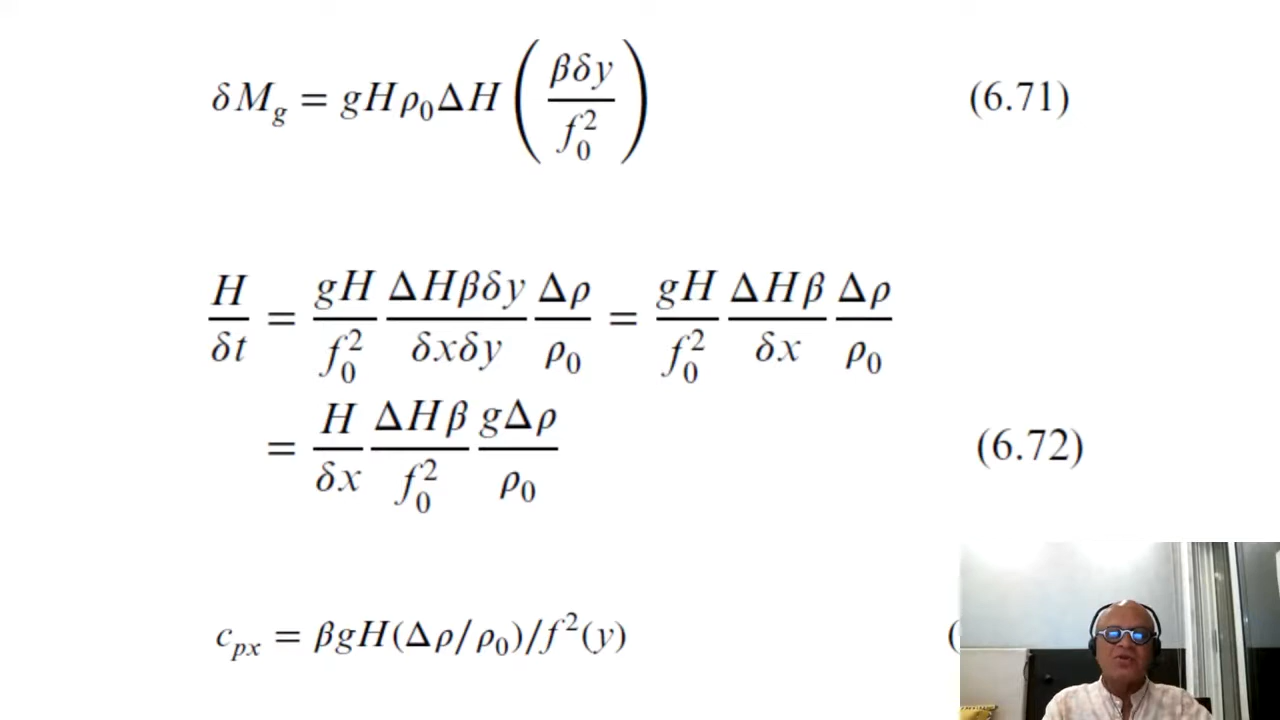 δM_g = gHρ_0ΔH (βδy / f_0^2) (6.71)
H/δt = gH/f_0^2 ΔHβδy/δxδy Δρ/ρ_0 = gH/f_0^2 ΔHβ/δx Δρ/ρ_0
= H/δx ΔHβ/f_0^2 gΔρ/ρ_0 (6.72)
c_px = βgH(Δρ/ρ_0)/f^2(y) (